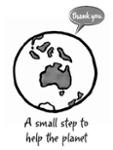 thank you.
A small step to
help the planet